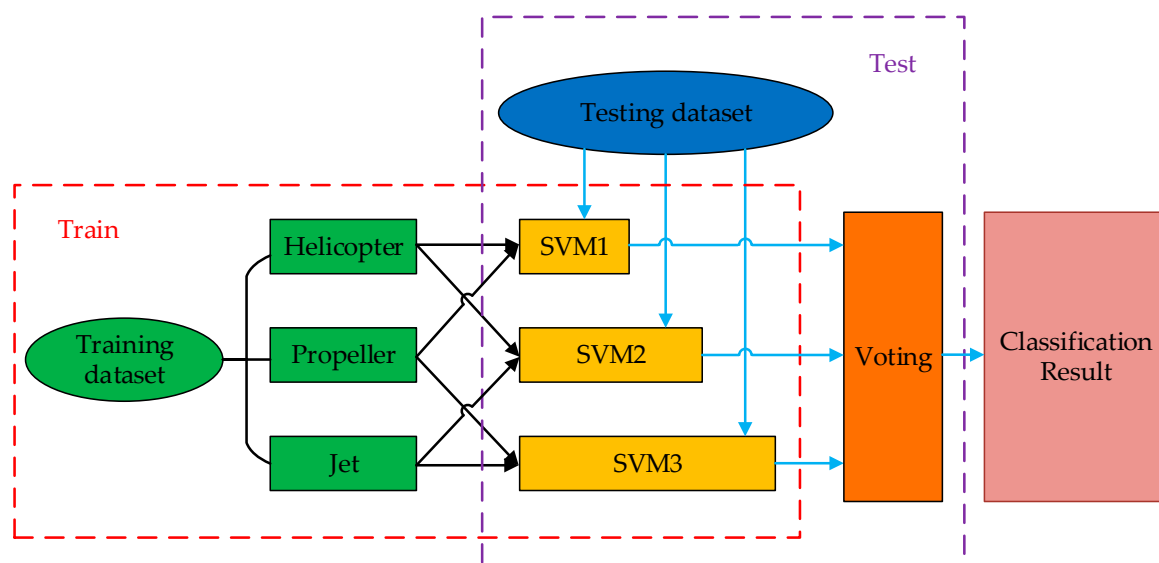 Test
Testing dataset
Train
Helicopter
SVM1
Training
dataset
Propeller
SVM2
Voting
Classification
Result
Jet
SVM3